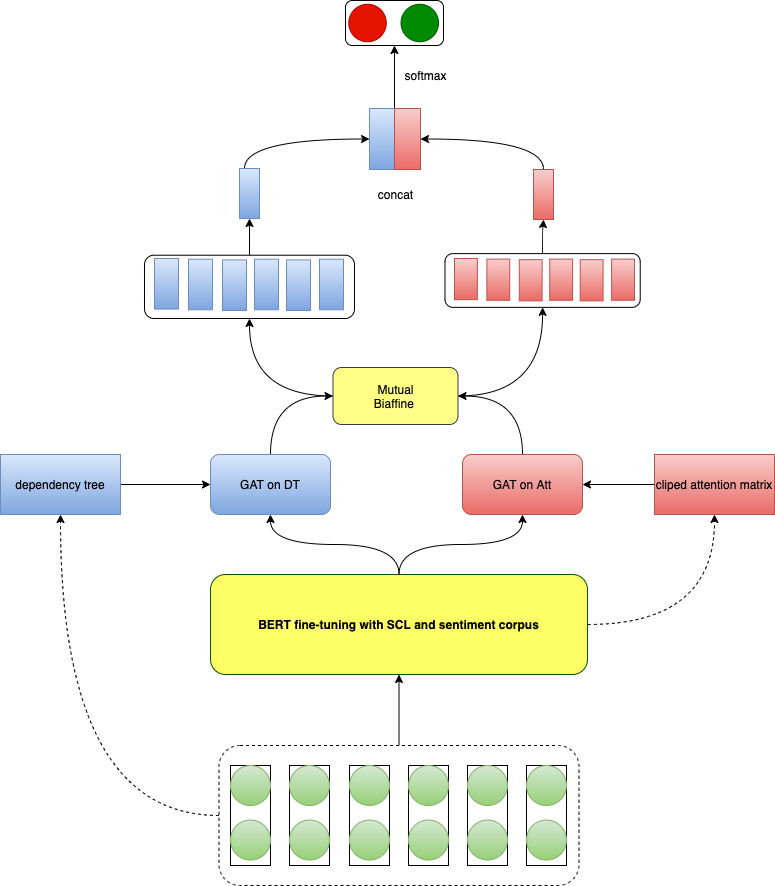 softmax
concat
Mutual
Biaffine
dependency tree
GAT on DT
GAT on Att
cliped attention matrix
BERT fine-tuning with SCL and sentiment corpus